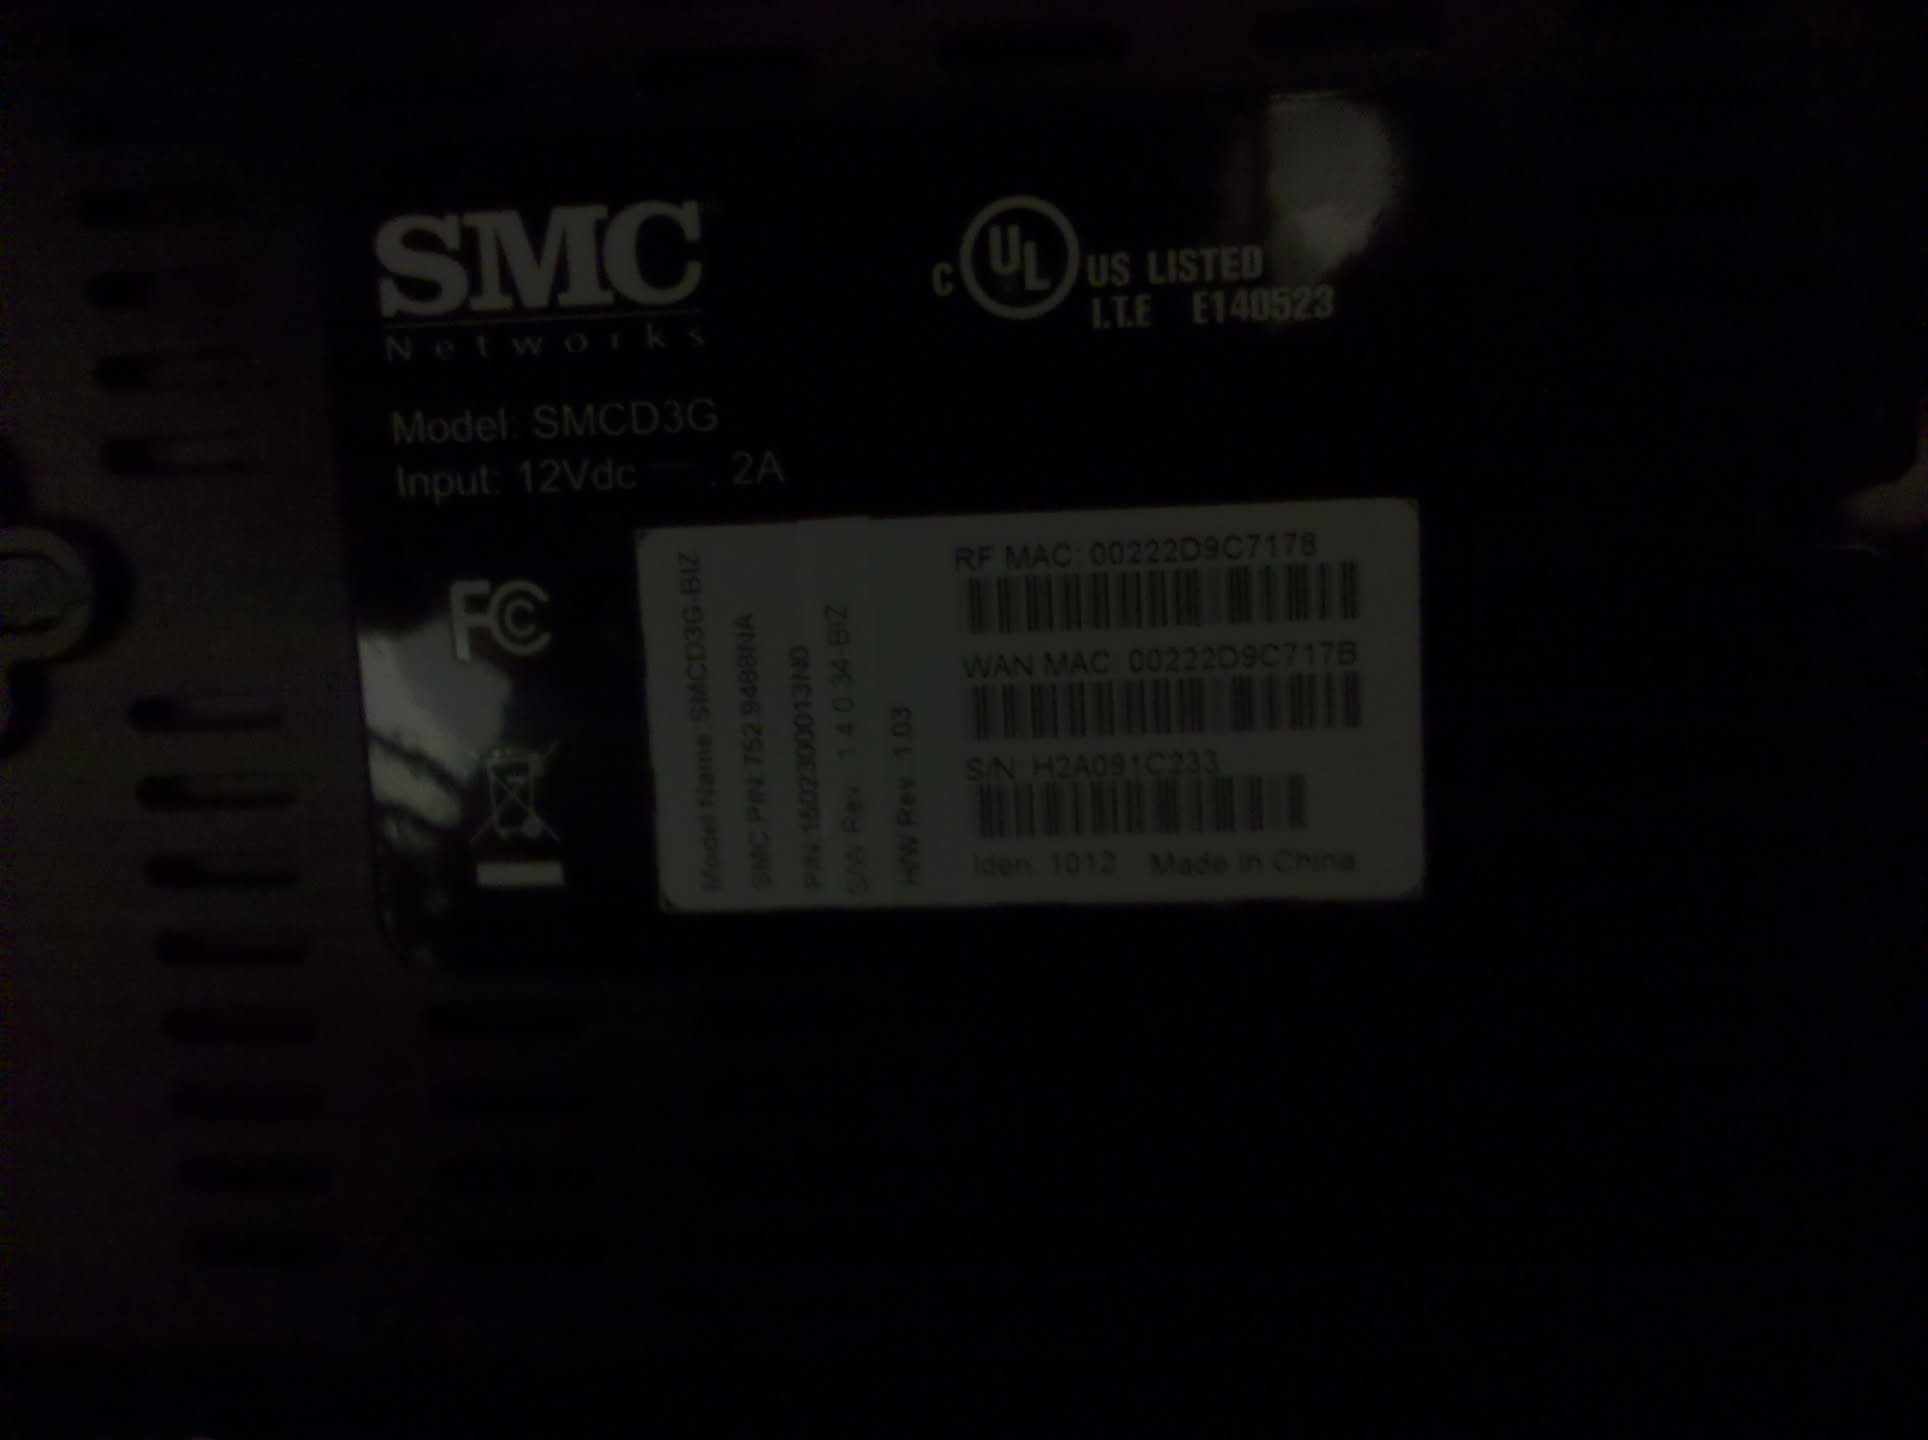 SMC
Networks
C UL US LISTED
I.T.E E140523
Model: SMCD3G
Input: 12Vdc ⎓. 2A
FC
Model Name: SMCD3G-BIZ
SMC P/N: 752.9488NA
P/N:1502300013N0
S/W Rev : 1.4.0.34-BIZ
H/W Rev : 1.03
RF MAC: 00222D9C7178
WAN MAC: 00222D9C717B
S/N: H2A091C233
Iden. 1012 Made in China